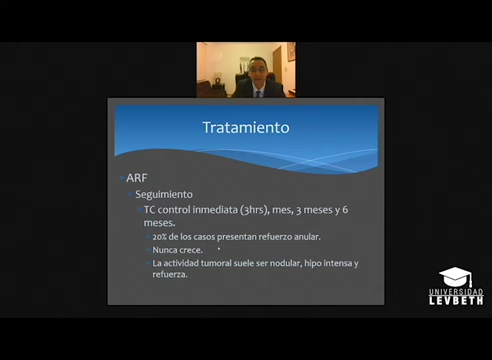 Tratamiento
ARF
Seguimiento
TC control inmediata (3hrs), mes, 3 meses y 6
meses.
20% de los casos presentan refuerzo anular.
Nunca crece.
La actividad tumoral suele ser nodular, hipo intensa y
refuerza.
UNIVERSIDAD
LEVBETH